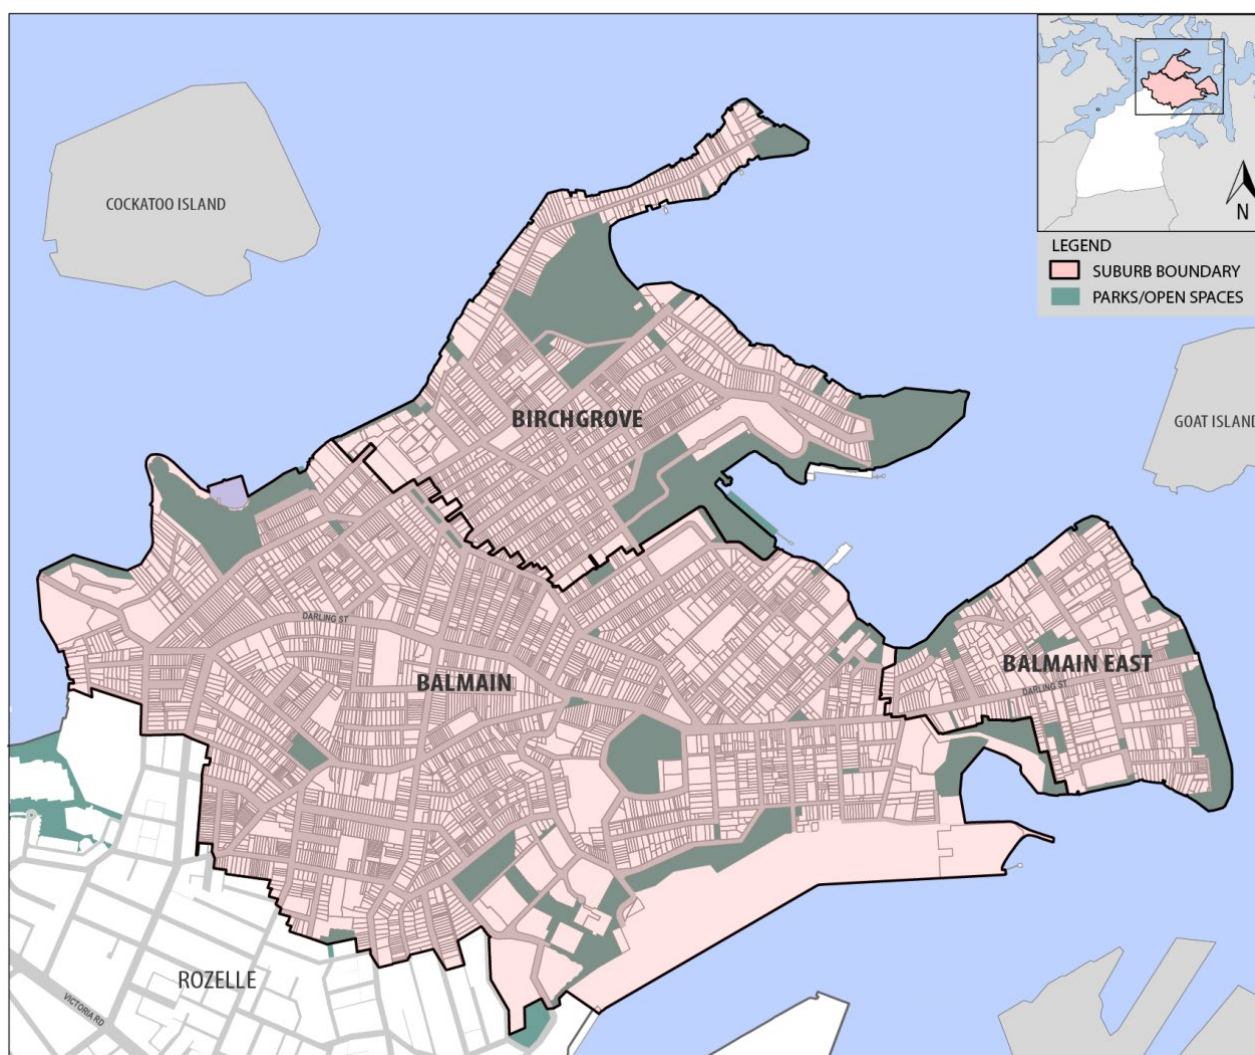 COCKATOO ISLAND
N
LEGEND
SUBURB BOUNDARY
PARKS/OPEN SPACES
BIRCHGROVE
GOAT ISLAND
DARLING ST
BALMAIN
BALMAIN EAST
DARLING ST
ROZELLE
VICTORIA RD